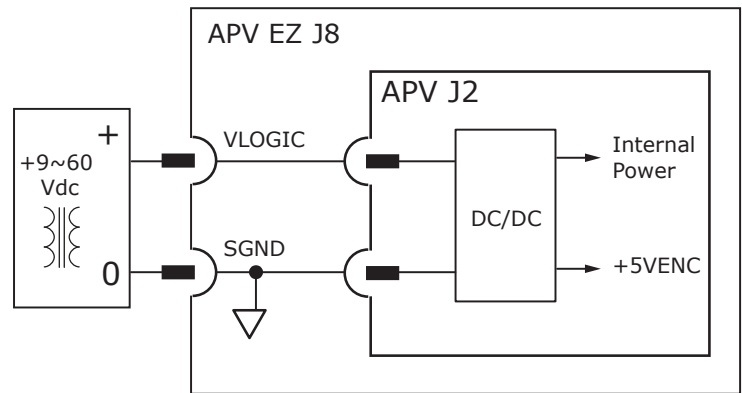 APV EZ J8
APV J2
+
+9~60
Vdc
0
VLOGIC
SGND
DC/DC
Internal
Power
+5VENC